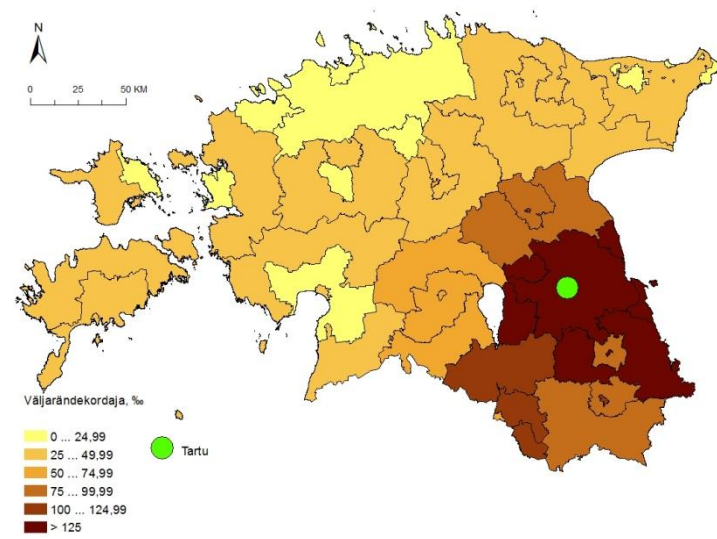 N
0 25 50 KM
Väljarändekordaja, ‰
0 ... 24,99
25 ... 49,99
50 ... 74,99
75 ... 99,99
100 ... 124,99
> 125
Tartu